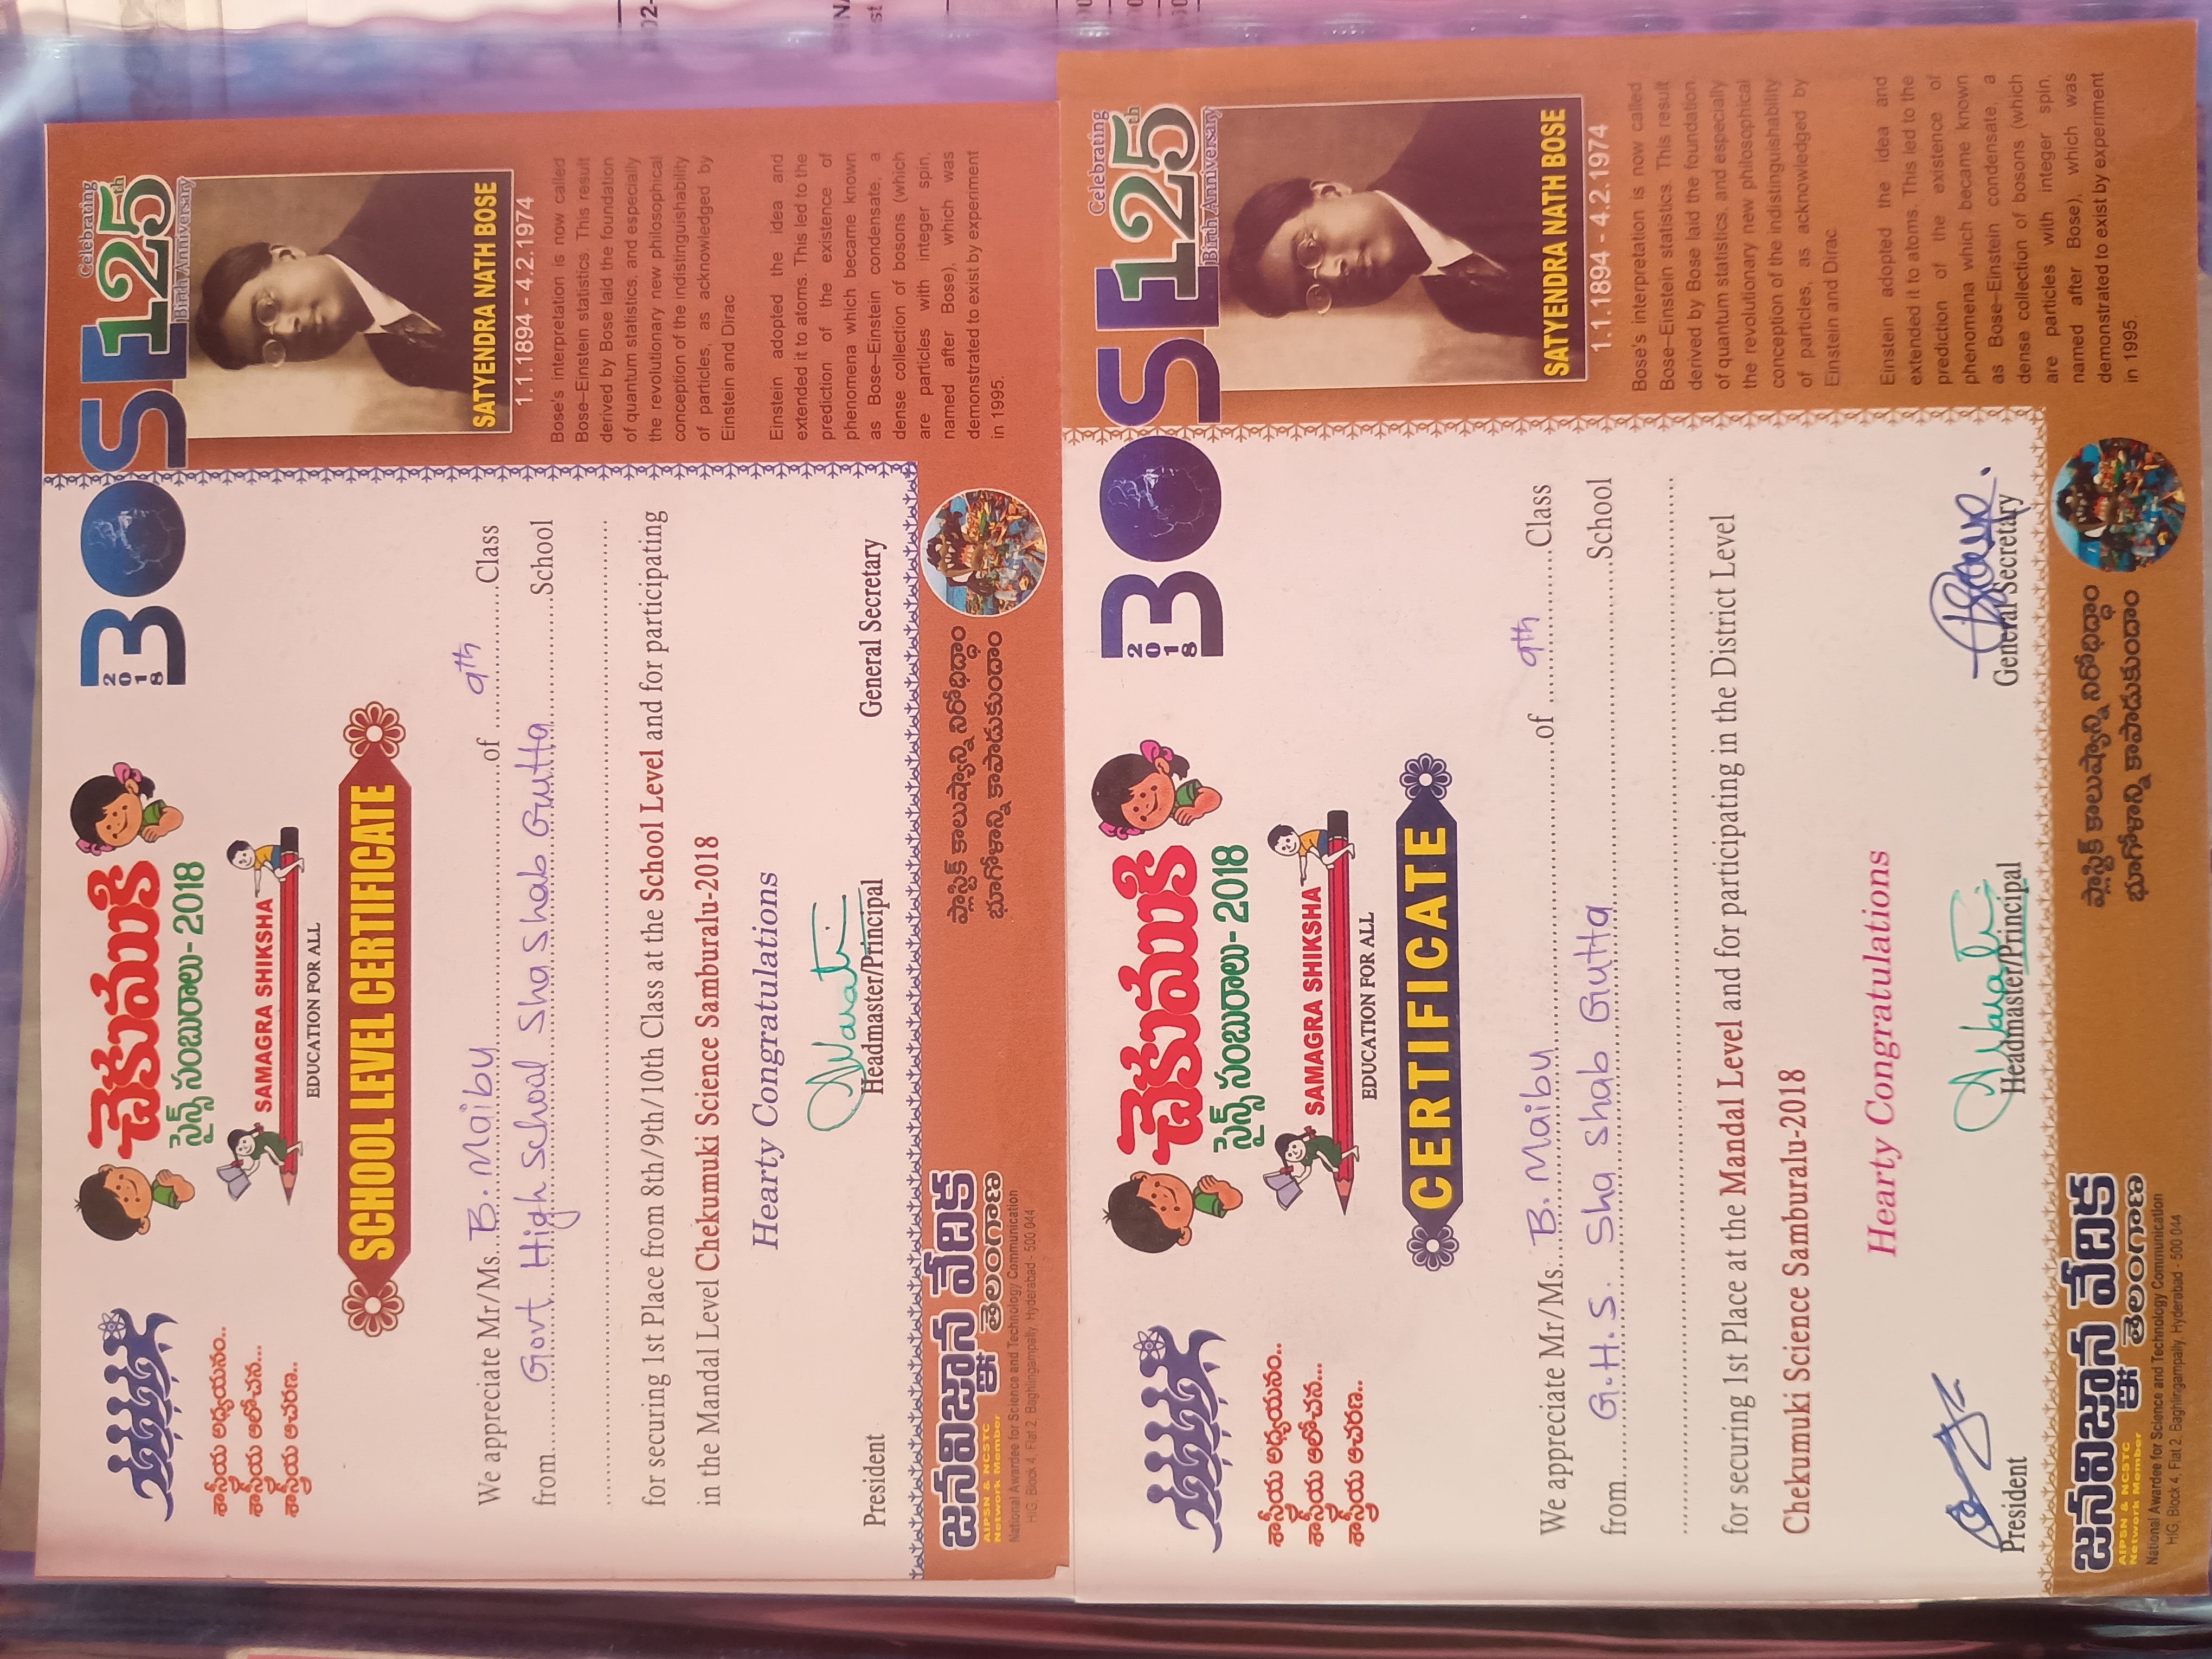 చెకుముకి
సైన్స్ సంబురాలు- 2018
శాస్త్రీయ అధ్యయనం..
శాస్త్రీయ ఆలోచన...
శాస్త్రీయ ఆచరణ..
SAMAGRA SHIKSHA
EDUCATION FOR ALL
SCHOOL LEVEL CERTIFICATE
We appreciate Mr/Ms. B. Maibu of 9th Class
from Govt High School Sha Shab Gutta School
for securing 1st Place from 8th/9th/10th Class at the School Level and for participating
in the Mandal Level Chekumuki Science Samburalu-2018
Hearty Congratulations
President Headmaster/Principal General Secretary
జనవిజ్ఞాన వేదిక
AIPSN & NCSTC
Network Member
తెలంగాణ
National Awardee for Science and Technology Communication
HIG, Block 4, Flat 2, Baghlingampally, Hyderabad - 500 044
ప్లాస్టిక్ కాలుష్యాన్ని నిరోధిద్దాం
భూగోళాన్ని కాపాడుకుందాం
2018 BOSE Celebrating
125th
Birth Anniversary
SATYENDRA NATH BOSE
1.1.1894 - 4.2.1974
Bose's interpretation is now called
Bose–Einstein statistics. This result
derived by Bose laid the foundation
of quantum statistics, and especially
the revolutionary new philosophical
conception of the indistinguishability
of particles, as acknowledged by
Einstein and Dirac
Einstein adopted the idea and
extended it to atoms. This led to the
prediction of the existence of
phenomena which became known
as Bose–Einstein condensate, a
dense collection of bosons (which
are particles with integer spin,
named after Bose), which was
demonstrated to exist by experiment
in 1995.
చెకుముకి
సైన్స్ సంబురాలు- 2018
శాస్త్రీయ అధ్యయనం..
శాస్త్రీయ ఆలోచన...
శాస్త్రీయ ఆచరణ..
SAMAGRA SHIKSHA
EDUCATION FOR ALL
CERTIFICATE
We appreciate Mr/Ms. B. Maibu of 9th Class
from G.H.S. Sha Shab Gutta School
for securing 1st Place at the Mandal Level and for participating in the District Level
Chekumuki Science Samburalu-2018
Hearty Congratulations
President Headmaster/Principal General Secretary
జనవిజ్ఞాన వేదిక
AIPSN & NCSTC
Network Member
తెలంగాణ
National Awardee for Science and Technology Communication
HIG, Block 4, Flat 2, Baghlingampally, Hyderabad - 500 044
ప్లాస్టిక్ కాలుష్యాన్ని నిరోధిద్దాం
భూగోళాన్ని కాపాడుకుందాం
2018 BOSE Celebrating
125th
Birth Anniversary
SATYENDRA NATH BOSE
1.1.1894 - 4.2.1974
Bose's interpretation is now called
Bose–Einstein statistics. This result
derived by Bose laid the foundation
of quantum statistics, and especially
the revolutionary new philosophical
conception of the indistinguishability
of particles, as acknowledged by
Einstein and Dirac
Einstein adopted the idea and
extended it to atoms. This led to the
prediction of the existence of
phenomena which became known
as Bose–Einstein condensate, a
dense collection of bosons (which
are particles with integer spin,
named after Bose), which was
demonstrated to exist by experiment
in 1995.